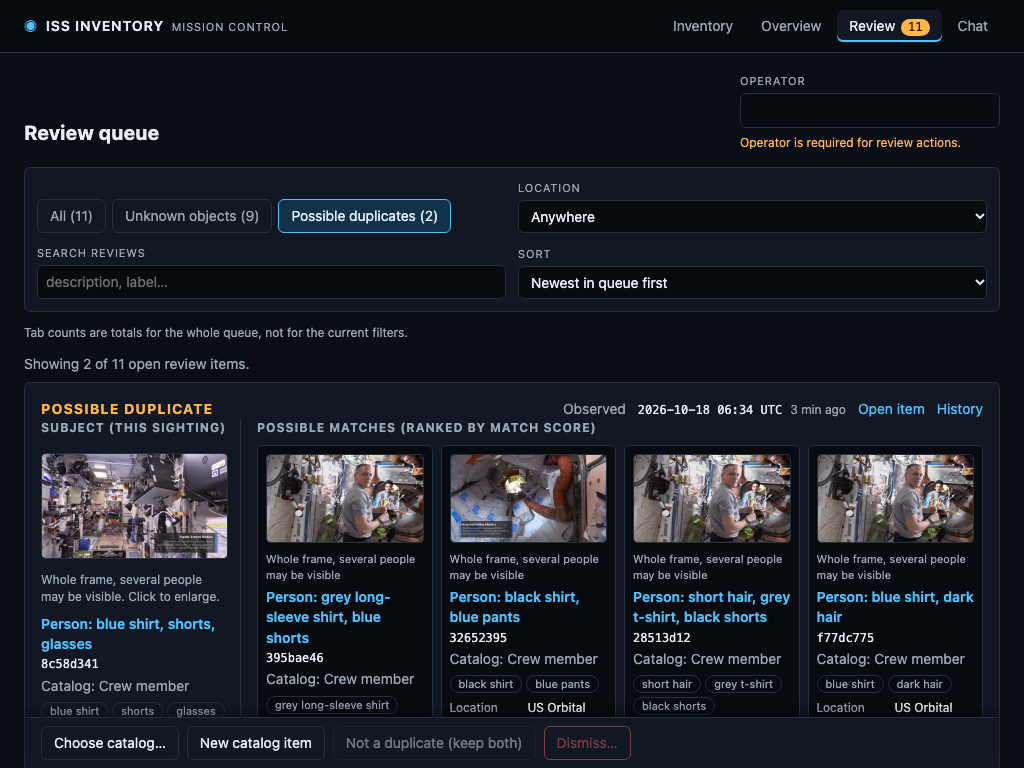 ISS INVENTORY MISSION CONTROL
Inventory
Overview
Review 11
Chat
OPERATOR
Review queue
Operator is required for review actions.
All (11)
Unknown objects (9)
Possible duplicates (2)
LOCATION
Anywhere
SEARCH REVIEWS
description, label...
SORT
Newest in queue first
Tab counts are totals for the whole queue, not for the current filters.
Showing 2 of 11 open review items.
POSSIBLE DUPLICATE
Observed 2026-10-18 06:34 UTC 3 min ago Open item History
SUBJECT (THIS SIGHTING)
Whole frame, several people
may be visible. Click to enlarge.
Person: blue shirt, shorts,
glasses
8c58d341
Catalog: Crew member
blue shirt
shorts
glasses
POSSIBLE MATCHES (RANKED BY MATCH SCORE)
Whole frame, several people
may be visible
Person: grey long-
sleeve shirt, blue
shorts
395bae46
Catalog: Crew member
grey long-sleeve shirt
Whole frame, several people
may be visible
Person: black shirt,
blue pants
32652395
Catalog: Crew member
black shirt
blue pants
Location US Orbital
Whole frame, several people
may be visible
Person: short hair, grey
t-shirt, black shorts
28513d12
Catalog: Crew member
short hair
grey t-shirt
black shorts
Whole frame, several people
may be visible
Person: blue shirt, dark
hair
f77dc775
Catalog: Crew member
blue shirt
dark hair
Location US Orbital
Choose catalog...
New catalog item
Not a duplicate (keep both)
Dismiss...